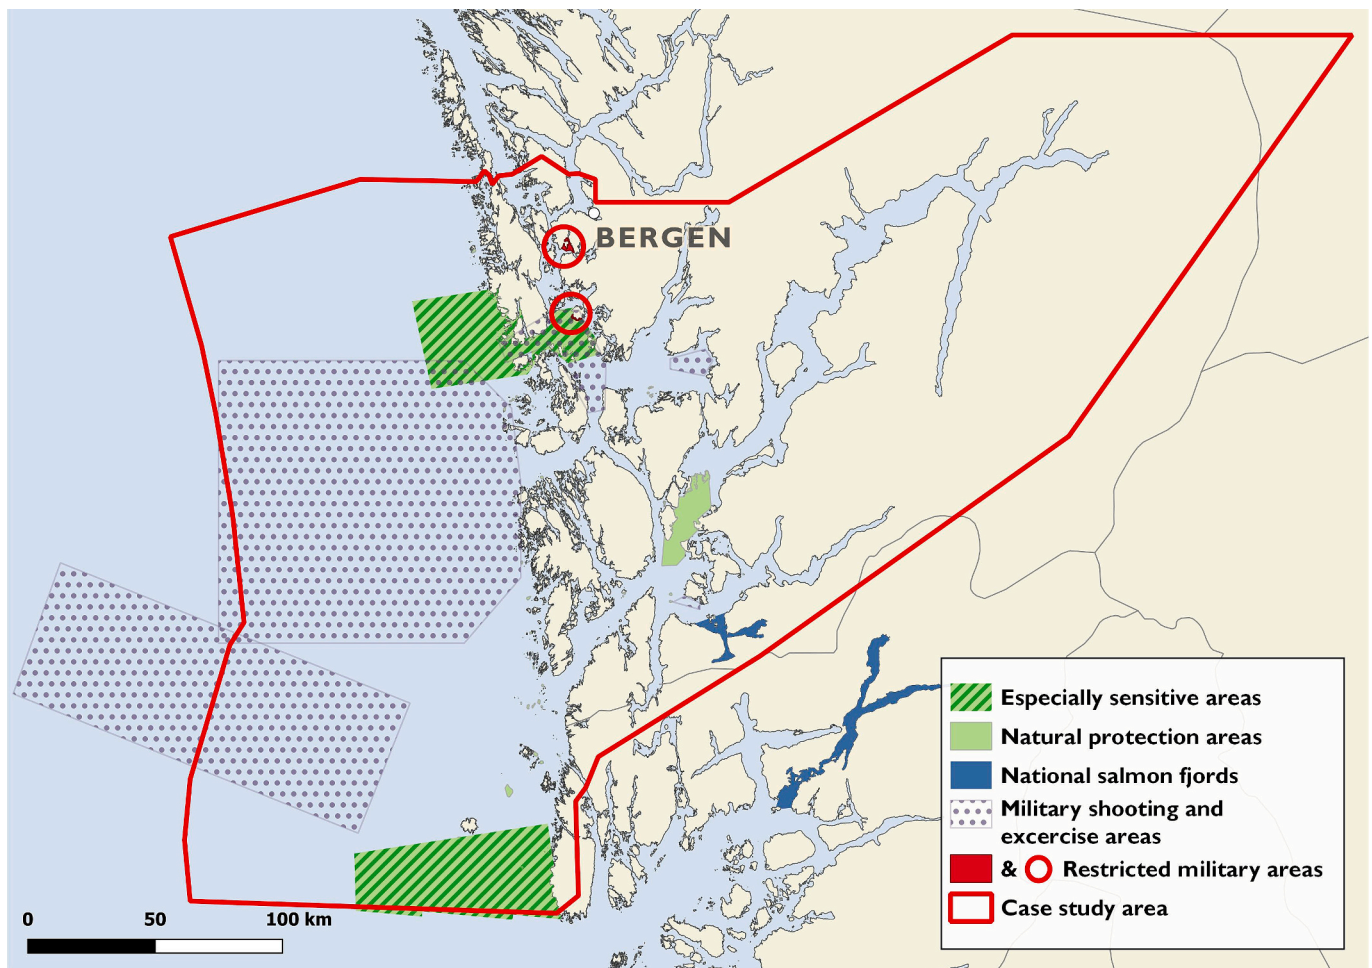 BERGEN
Especially sensitive areas
Natural protection areas
National salmon fjords
Military shooting and
excercise areas
& Restricted military areas
Case study area
0 50 100 km